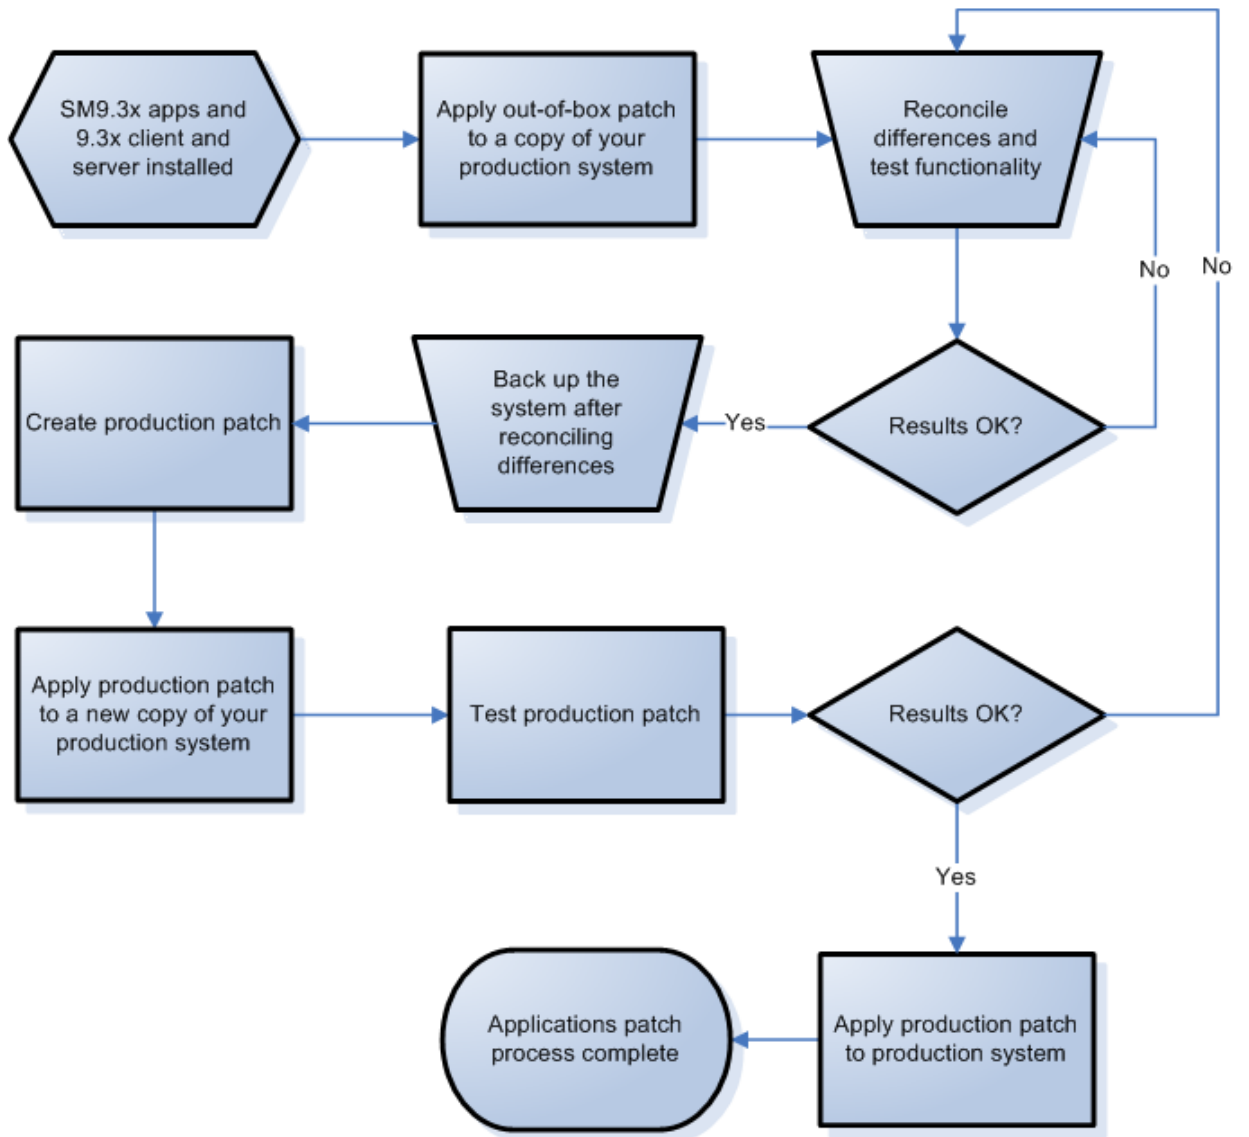 SM9.3x apps and
9.3x client and
server installed
Apply out-of-box patch
to a copy of your
production system
Reconcile
differences and
test functionality
No
No
Create production patch
Back up the
system after
reconciling
differences
Yes
Results OK?
Apply production patch
to a new copy of your
production system
Test production patch
Results OK?
Yes
Applications patch
process complete
Apply production patch
to production system